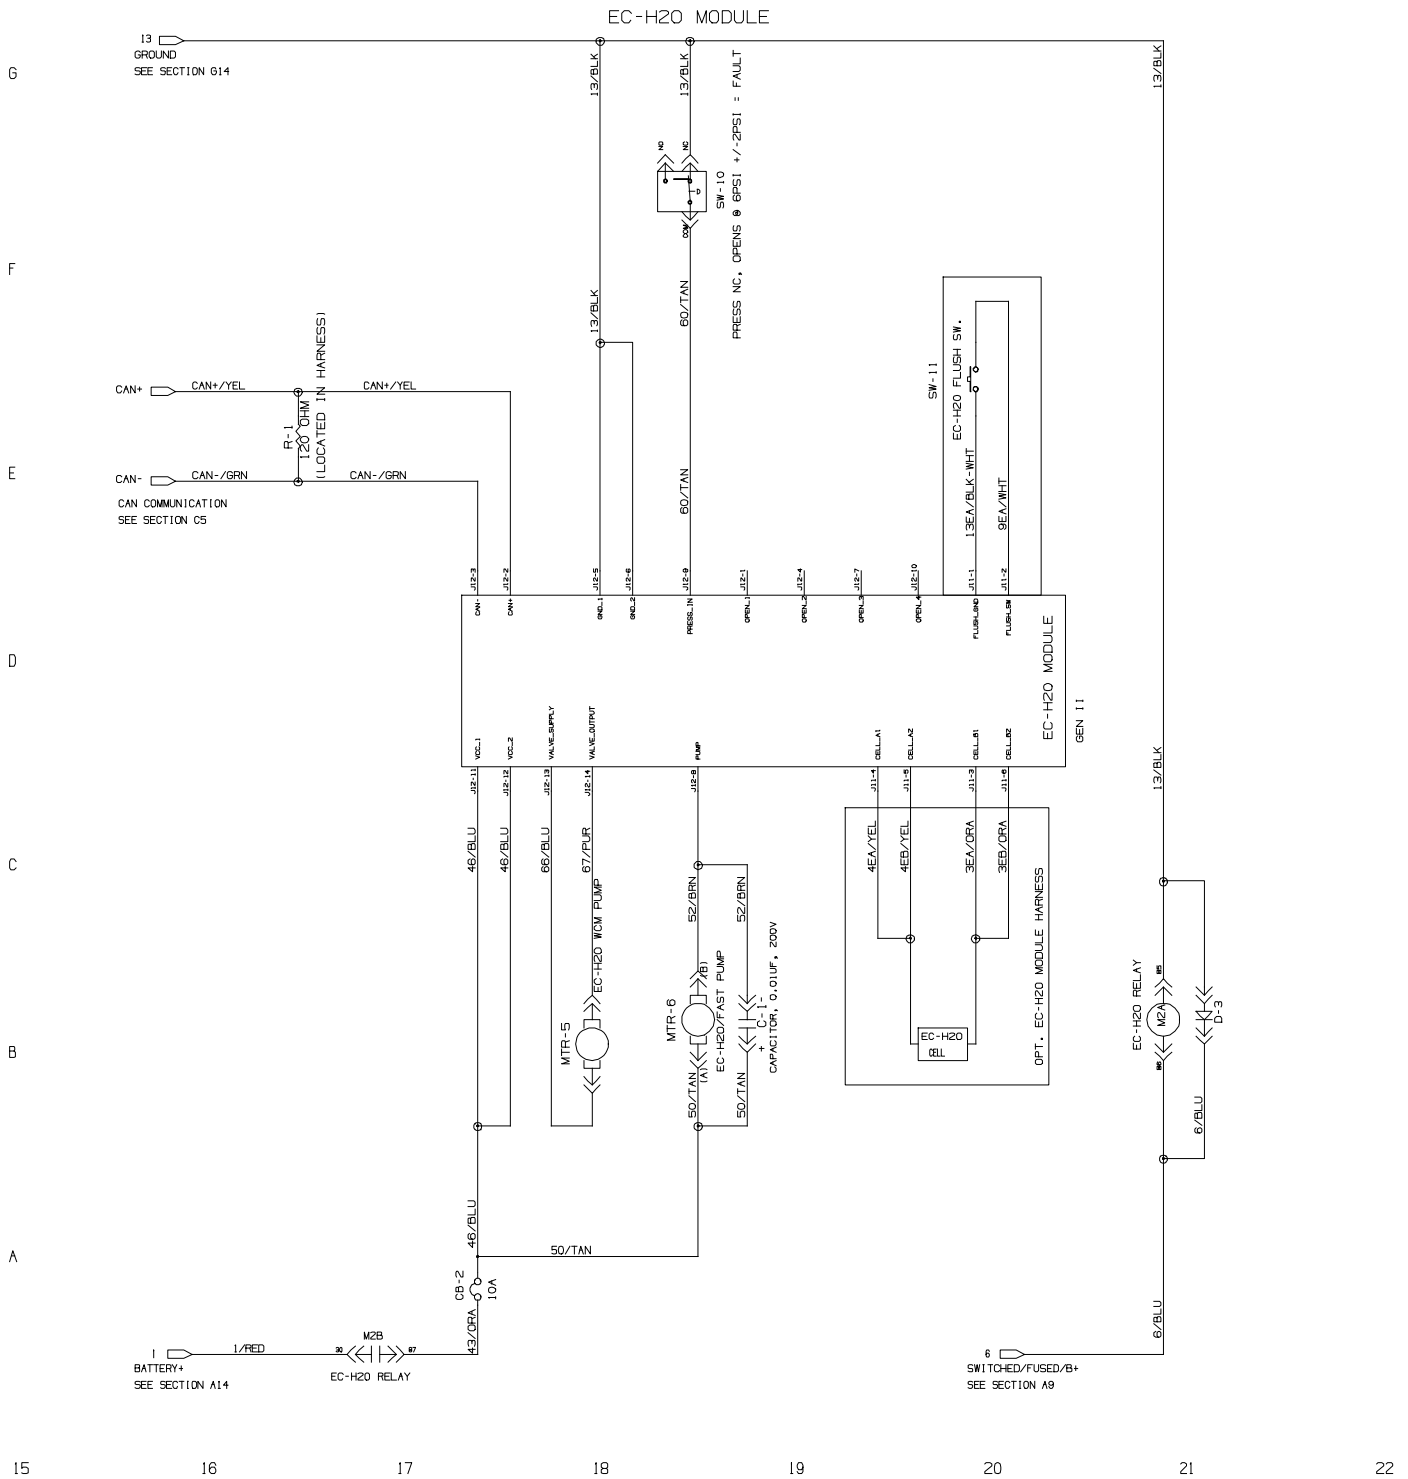 EC-H2O MODULE
13
GROUND
SEE SECTION G14
G
13/BLK
13/BLK
13/BLK
NO
NC
COM
SW-10
PRESS NC, OPENS @ 6PSI +/-2PSI = FAULT
F
13/BLK
60/TAN
CAN+
CAN+/YEL
CAN+/YEL
R-1
120 OHM
(LOCATED IN HARNESS)
SW-11
EC-H2O FLUSH SW.
E
CAN-
CAN-/GRN
CAN-/GRN
CAN COMMUNICATION
SEE SECTION C5
60/TAN
13EA/BLK-WHT
9EA/WHT
J12-3
J12-2
J12-5
J12-6
J12-9
J12-1
J12-4
J12-7
J12-10
J11-1
J11-2
CAN-
CAN+
GND_1
GND_2
PRESS_IN
OPEN_1
OPEN_2
OPEN_3
OPEN_4
FLUSH_GND
FLUSH_SW
D
EC-H2O MODULE
GEN II
VCC_1
VCC_2
VALVE_SUPPLY
VALVE_OUTPUT
PUMP
CELL_A1
CELL_A2
CELL_B1
CELL_B2
J12-11
J12-12
J12-13
J12-14
J12-8
J11-4
J11-5
J11-3
J11-6
13/BLK
C
46/BLU
46/BLU
66/BLU
67/PUR
52/BRN
52/BRN
4EA/YEL
4EB/YEL
3EA/ORA
3EB/ORA
EC-H2O WCM PUMP
MTR-5
MTR-6
(B)
(A)
EC-H2O/FAST PUMP
C-1
-
+
CAPACITOR, 0.01UF, 200V
OPT. EC-H2O MODULE HARNESS
EC-H2O
CELL
B
EC-H2O RELAY
85
M2A
86
D-3
50/TAN
50/TAN
6/BLU
46/BLU
A
50/TAN
CB-2
10A
43/ORA
6/BLU
1
1/RED
BATTERY+
SEE SECTION A14
M2B
30
87
EC-H2O RELAY
6
SWITCHED/FUSED/B+
SEE SECTION A9
15
16
17
18
19
20
21
22